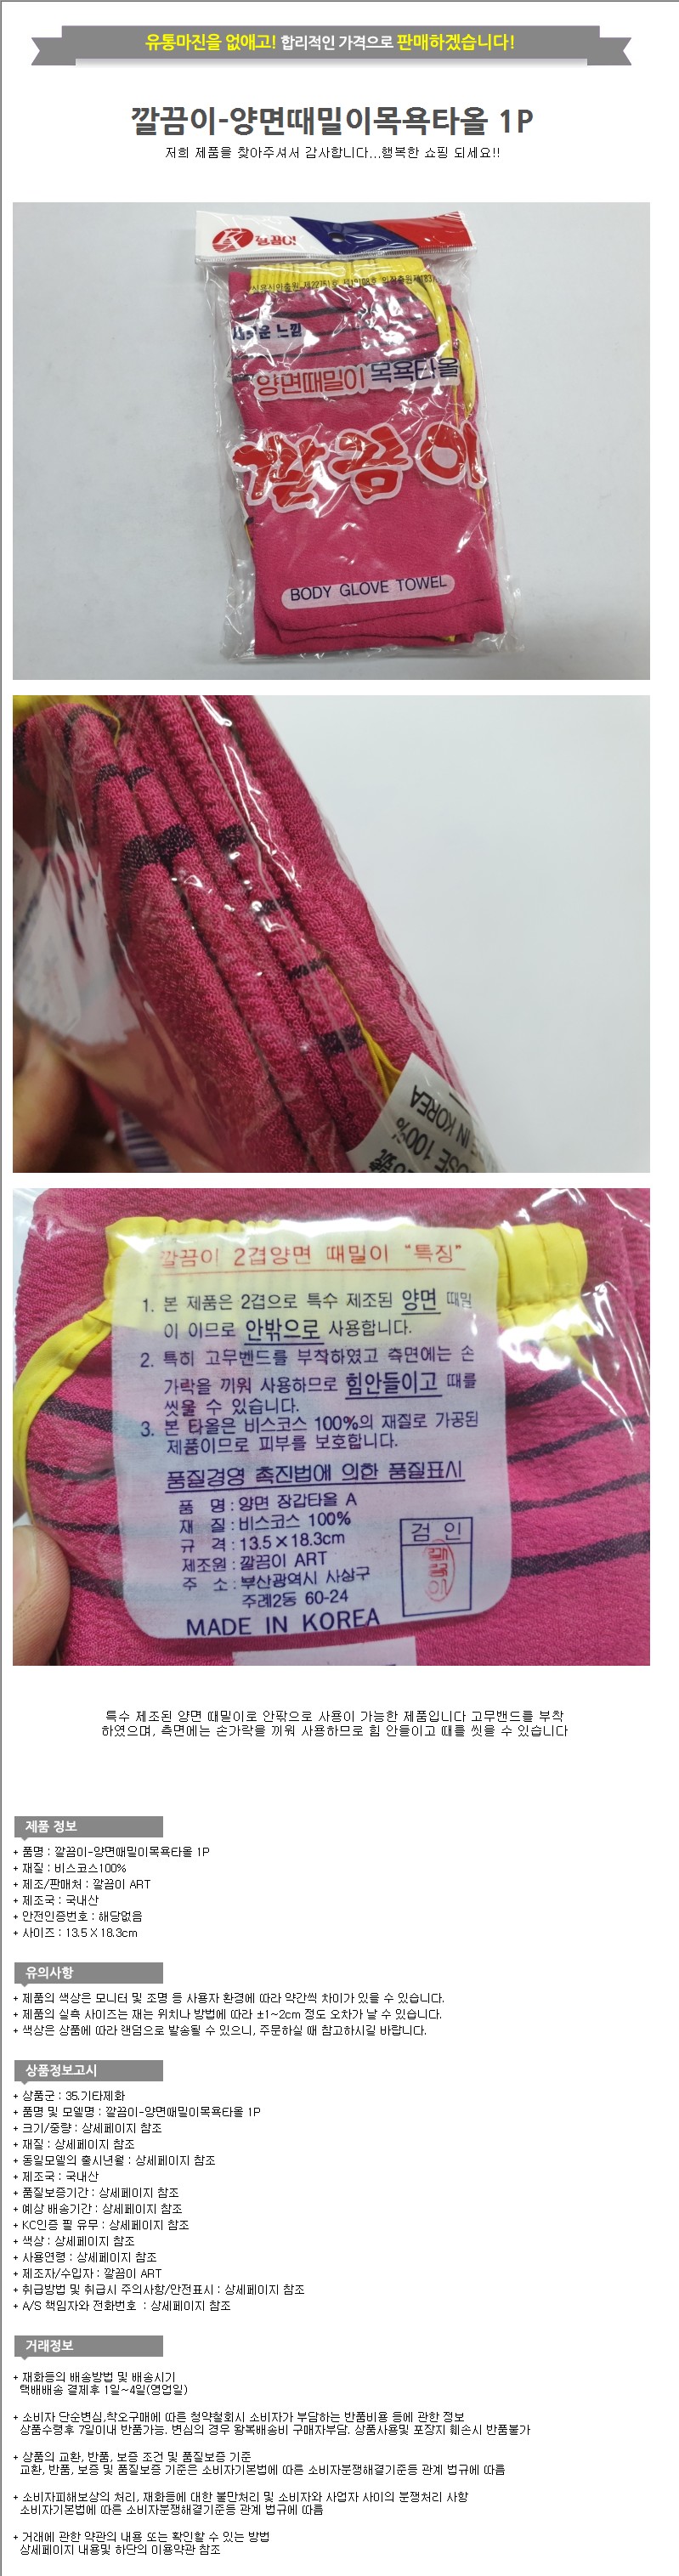 유통마진을 없애고! 합리적인 가격으로 판매하겠습니다!
깔끔이-양면때밀이목욕타올 1P
저희 제품을 찾아주셔서 감사합니다...행복한 쇼핑 되세요!!
깔끔이
느낌
양면때밀이 목욕타올
깔끔이
BODY GLOVE TOWEL
100%
IN KOREA
깔끔이 2겹양면 때밀이 "특징"
1. 본 제품은 2겹으로 특수 제조된 양면 때밀
이 이므로 안밖으로 사용합니다.
2. 특히 고무벤드를 부착하였고 측면에는 손
가락을 끼워 사용하므로 힘안들이고 때를
씻을 수 있습니다.
3. 본 타올은 비스코스 100%의 재질로 가공된
제품이므로 피부를 보호합니다.
품질경영 촉진법에 의한 품질표시
품 명 : 양면 장갑타올 A
재 질 : 비스코스 100%
규 격 : 13.5×18.3cm
제조원 : 깔끔이 ART
주 소 : 부산광역시 사상구
주례2동 60-24
검 인
MADE IN KOREA
특수 제조된 양면 때밀이로 안팎으로 사용이 가능한 제품입니다 고무밴드를 부착
하였으며, 측면에는 손가락을 끼워 사용하므로 힘 안들이고 때를 씻을 수 있습니다
제품 정보
+ 품명 : 깔끔이-양면때밀이목욕타올 1P
+ 재질 : 비스코스100%
+ 제조/판매처 : 깔끔이 ART
+ 제조국 : 국내산
+ 안전인증번호 : 해당없음
+ 사이즈 : 13.5 X 18.3cm
유의사항
+ 제품의 색상은 모니터 및 조명 등 사용자 환경에 따라 약간씩 차이가 있을 수 있습니다.
+ 제품의 실측 사이즈는 재는 위치나 방법에 따라 ±1~2cm 정도 오차가 날 수 있습니다.
+ 색상은 상품에 따라 랜덤으로 발송될 수 있으니, 주문하실 때 참고하시길 바랍니다.
상품정보고시
+ 상품군 : 35.기타제화
+ 품명 및 모델명 : 깔끔이-양면때밀이목욕타올 1P
+ 크기/중량 : 상세페이지 참조
+ 재질 : 상세페이지 참조
+ 동일모델의 출시년월 : 상세페이지 참조
+ 제조국 : 국내산
+ 품질보증기간 : 상세페이지 참조
+ 예상 배송기간 : 상세페이지 참조
+ KC인증 필 유무 : 상세페이지 참조
+ 색상 : 상세페이지 참조
+ 사용연령 : 상세페이지 참조
+ 제조자/수입자 : 깔끔이 ART
+ 취급방법 및 취급시 주의사항/안전표시 : 상세페이지 참조
+ A/S 책임자와 전화번호 : 상세페이지 참조
거래정보
+ 재화등의 배송방법 및 배송시기
택배배송 결제후 1일~4일(영업일)
+ 소비자 단순변심,착오구매에 따른 청약철회시 소비자가 부담하는 반품비용 등에 관한 정보
상품수령후 7일이내 반품가능. 변심의 경우 왕복배송비 구매자부담. 상품사용및 포장지 훼손시 반품불가
+ 상품의 교환, 반품, 보증 조건 및 품질보증 기준
교환, 반품, 보증 및 품질보증 기준은 소비자기본법에 따른 소비자분쟁해결기준등 관계 법규에 따름
+ 소비자피해보상의 처리, 재화등에 대한 불만처리 및 소비자와 사업자 사이의 분쟁처리 사항
소비자기본법에 따른 소비자분쟁해결기준등 관계 법규에 따름
+ 거래에 관한 약관의 내용 또는 확인할 수 있는 방법
상세페이지 내용및 하단의 이용약관 참조